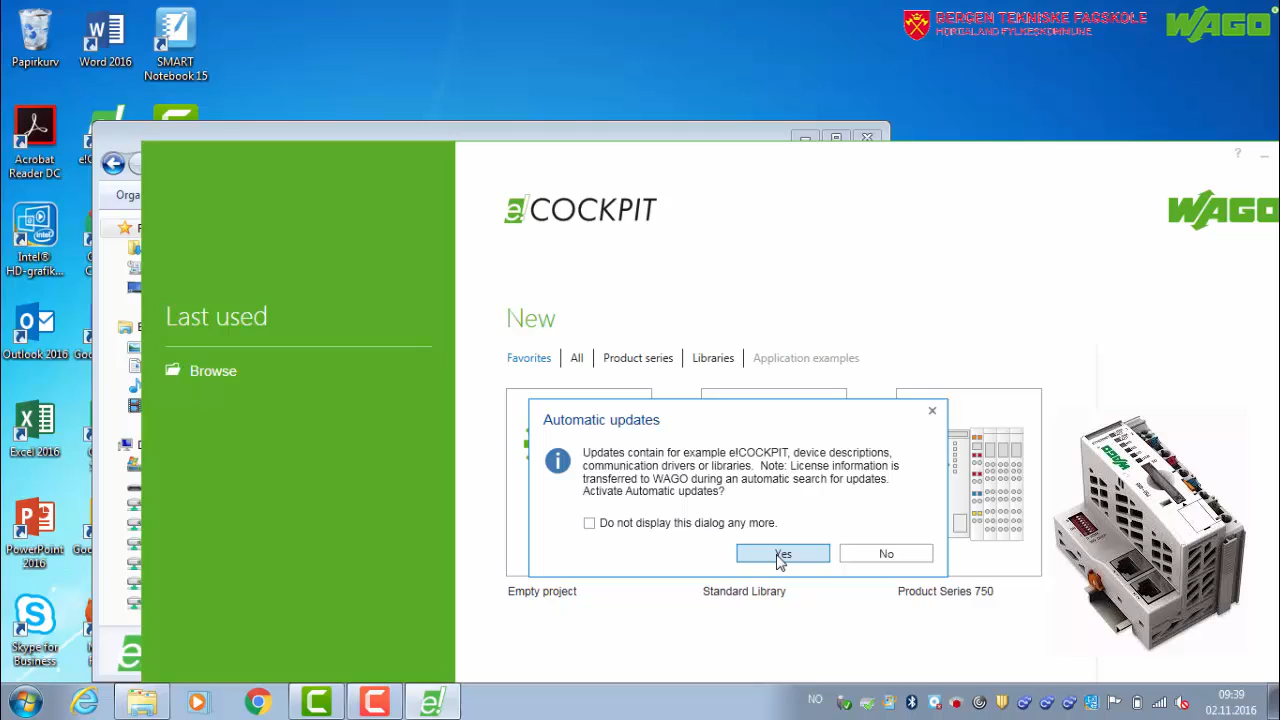 BERGEN TEKNISKE FAGSKOLE
HORDALAND FYLKESKOMMUNE
WAGO
Papirkurv
Word 2016
SMART
Notebook 15
Acrobat
Reader DC
Orga
Intel®
HD-grafik...
Outlook 2016
Excel 2016
PowerPoint
2016
Skype for
Business
e!COCKPIT
WAGO
Last used
Browse
New
Favorites
All
Product series
Libraries
Application examples
Automatic updates
Updates contain for example e!COCKPIT, device descriptions,
communication drivers or libraries. Note: License information is
transferred to WAGO during an automatic search for updates.
Activate Automatic updates?
Do not display this dialog any more.
Yes
No
Empty project
Standard Library
Product Series 750
NO
09:39
02.11.2016